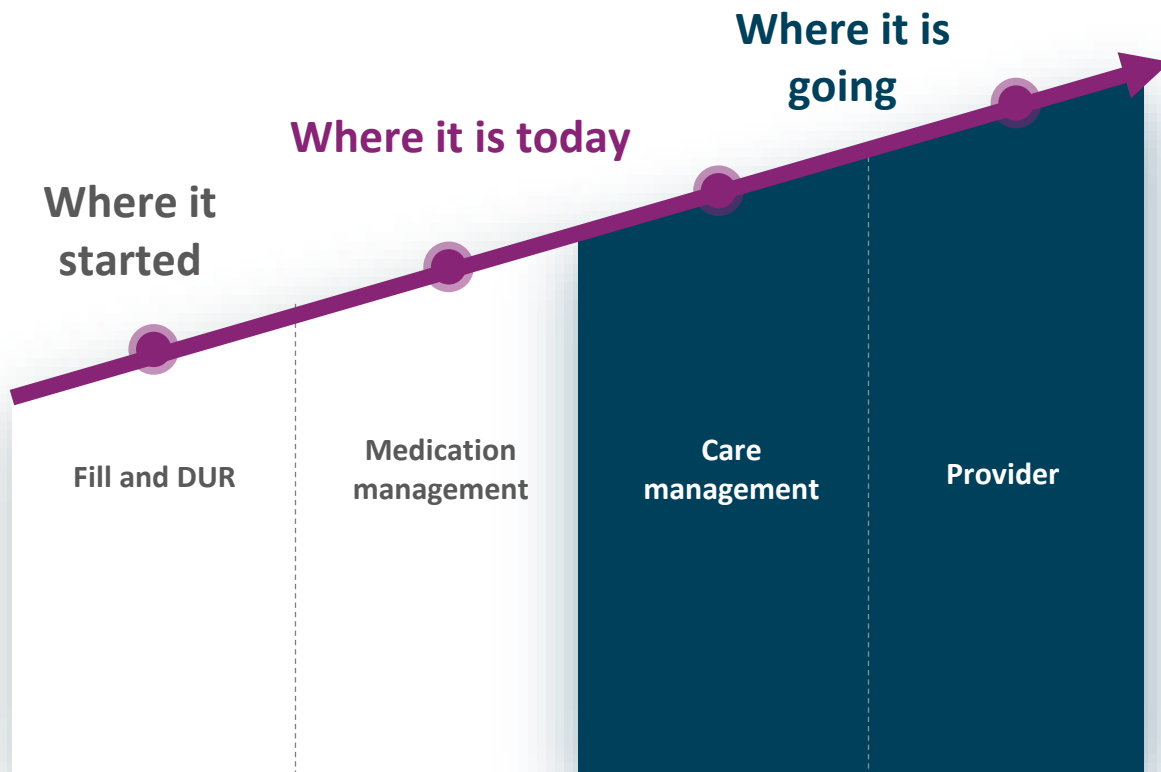 Where it
started
Where it is today
Where it is
going
Fill and DUR
Medication
management
Care
management
Provider